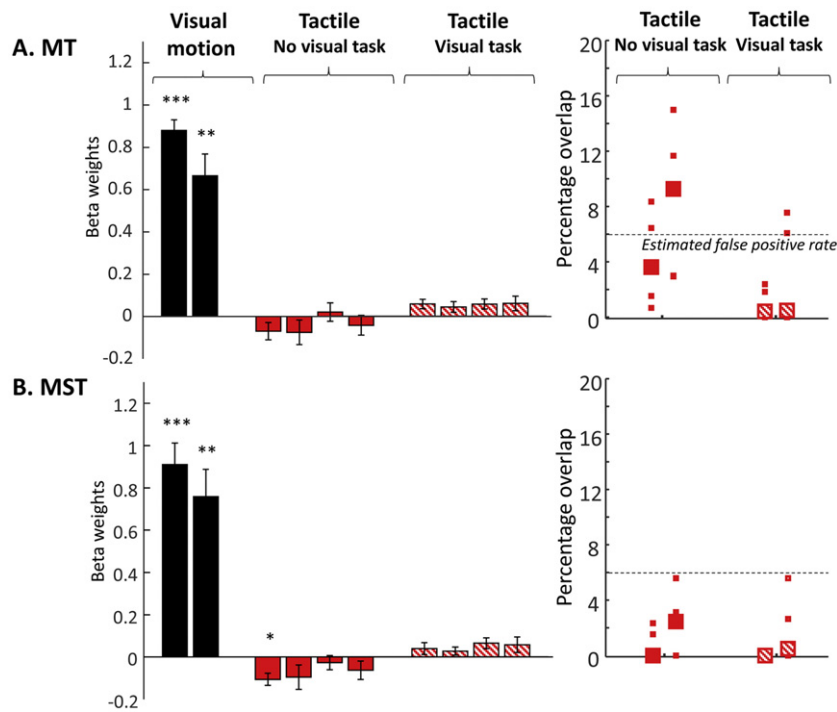 A. MT
Visual
motion
Tactile
No visual task
Tactile
Visual task
Tactile
No visual task
Tactile
Visual task
Beta weights
1.2
1
0.8
0.6
0.4
0.2
0
-0.2
***
**
Percentage overlap
20
16
12
8
4
0
Estimated false positive rate
B. MST
Beta weights
1.2
1
0.8
0.6
0.4
0.2
0
-0.2
***
**
*
Percentage overlap
20
16
12
8
4
0